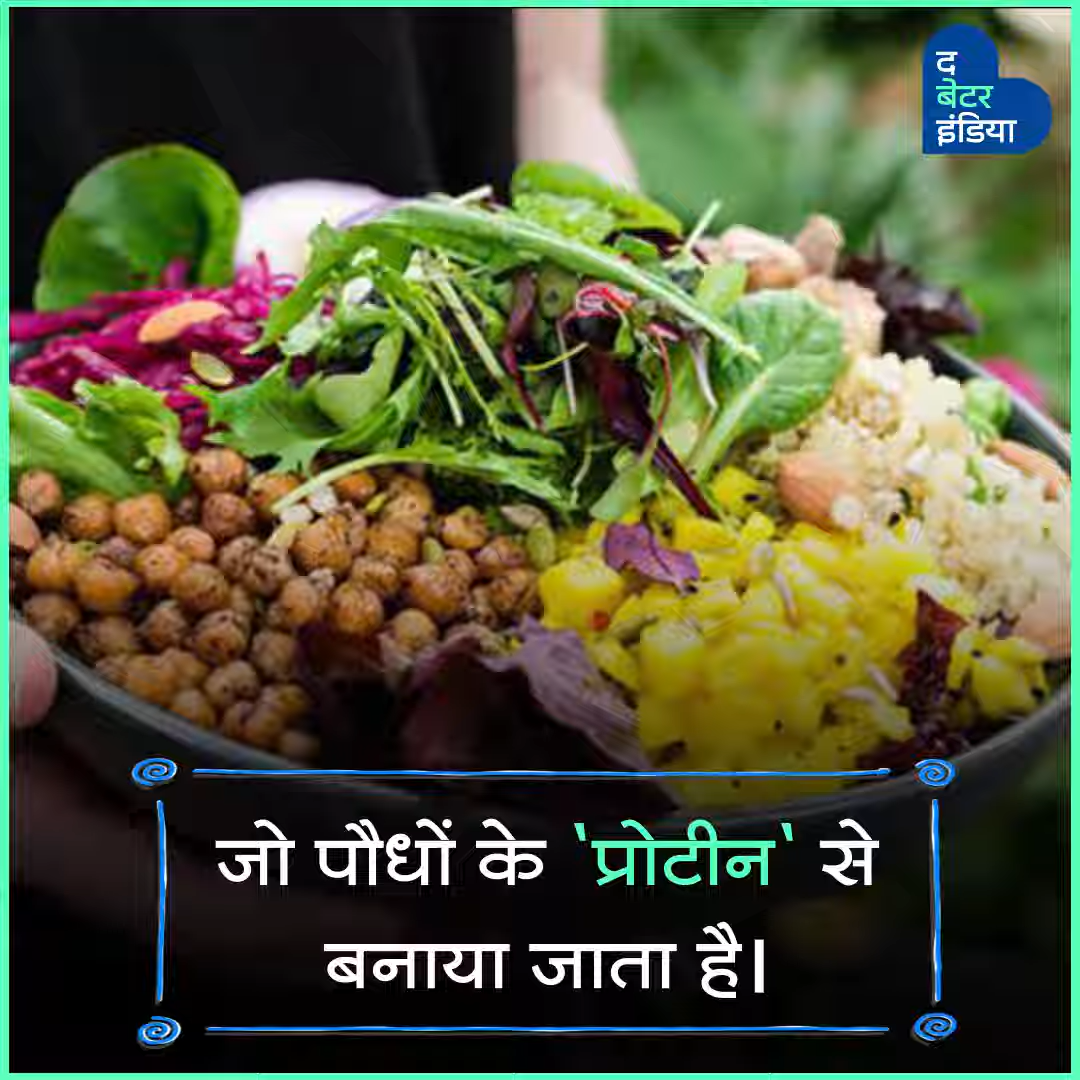 द
बेटर
इंडिया
जो पौधों के 'प्रोटीन' से
बनाया जाता है।